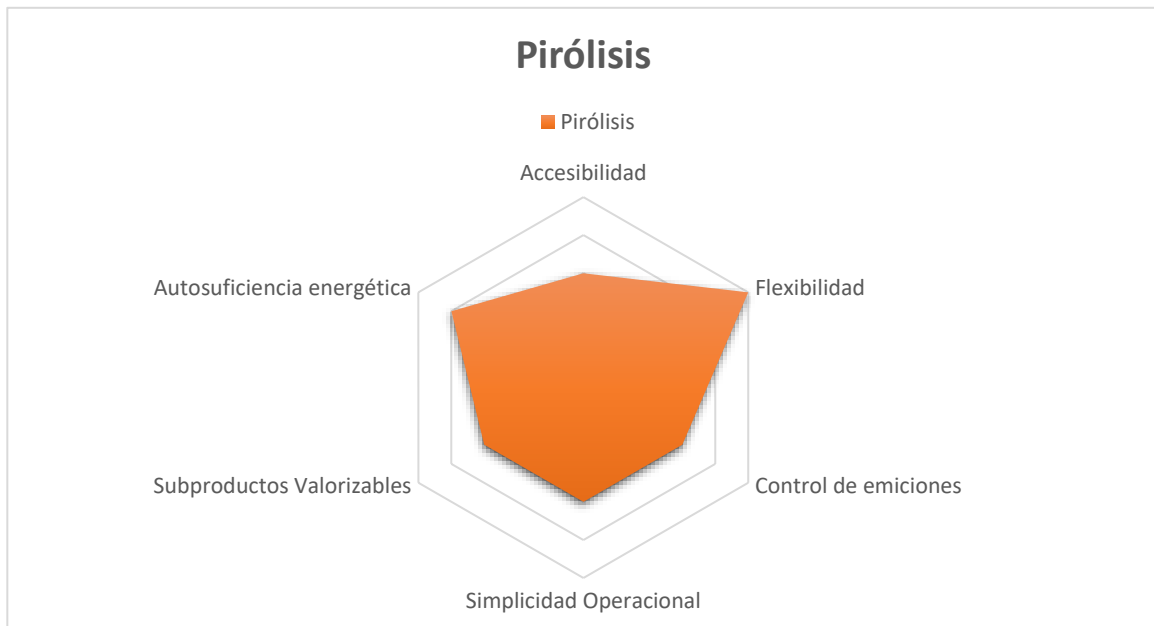 Pirólisis
Pirólisis
Accesibilidad
Autosuficiencia energética
Flexibilidad
Subproductos Valorizables
Control de emiciones
Simplicidad Operacional